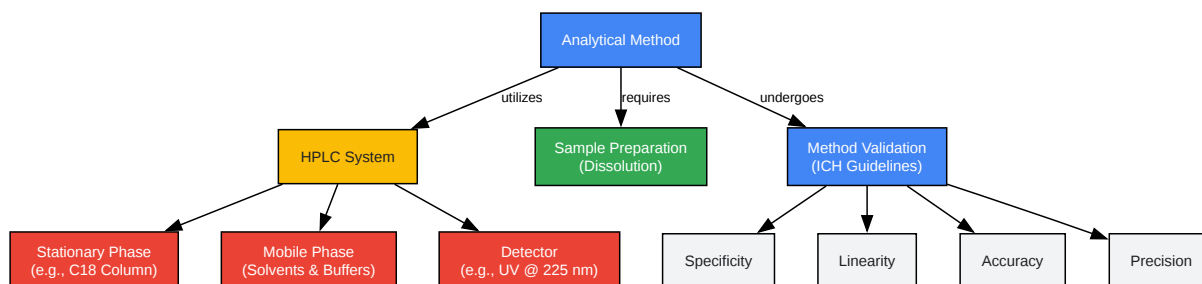 Analytical Method
utilizes
requires
undergoes
HPLC System
Sample Preparation
(Dissolution)
Method Validation
(ICH Guidelines)
Stationary Phase
(e.g., C18 Column)
Mobile Phase
(Solvents & Buffers)
Detector
(e.g., UV @ 225 nm)
Specificity
Linearity
Accuracy
Precision